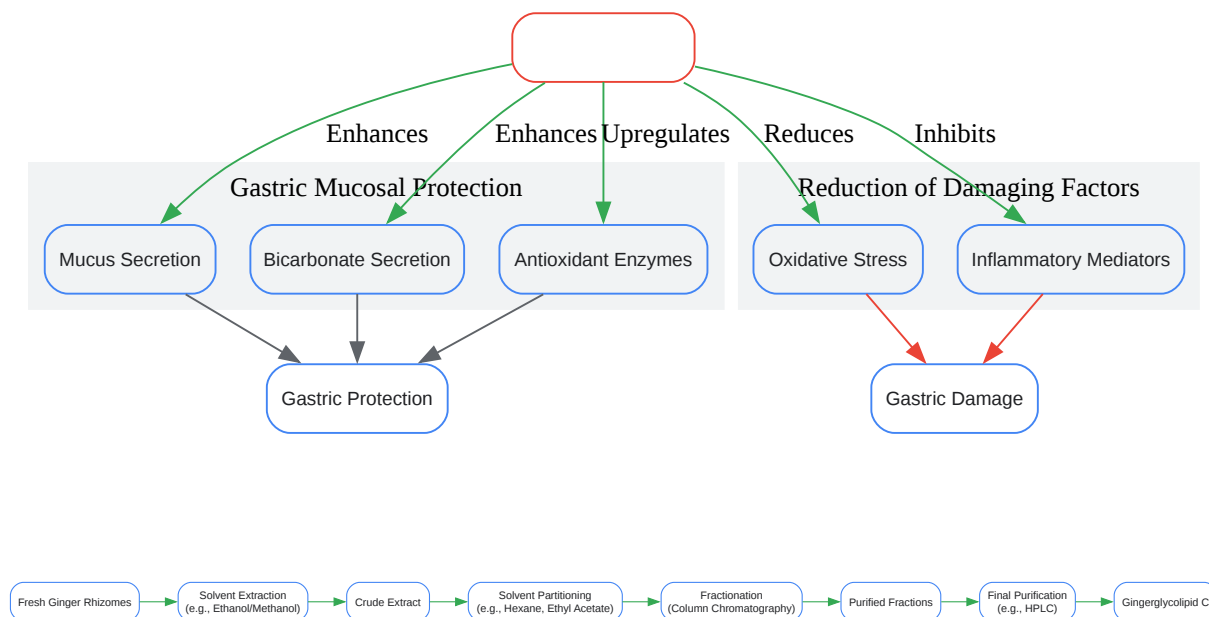 Enhances
Enhances
Upregulates
Reduces
Inhibits
Gastric Mucosal Protection
Reduction of Damaging Factors
Mucus Secretion
Bicarbonate Secretion
Antioxidant Enzymes
Oxidative Stress
Inflammatory Mediators
Gastric Protection
Gastric Damage
Fresh Ginger Rhizomes
Solvent Extraction
(e.g., Ethanol/Methanol)
Crude Extract
Solvent Partitioning
(e.g., Hexane, Ethyl Acetate)
Fractionation
(Column Chromatography)
Purified Fractions
Final Purification
(e.g., HPLC)
Gingerglycolipid C